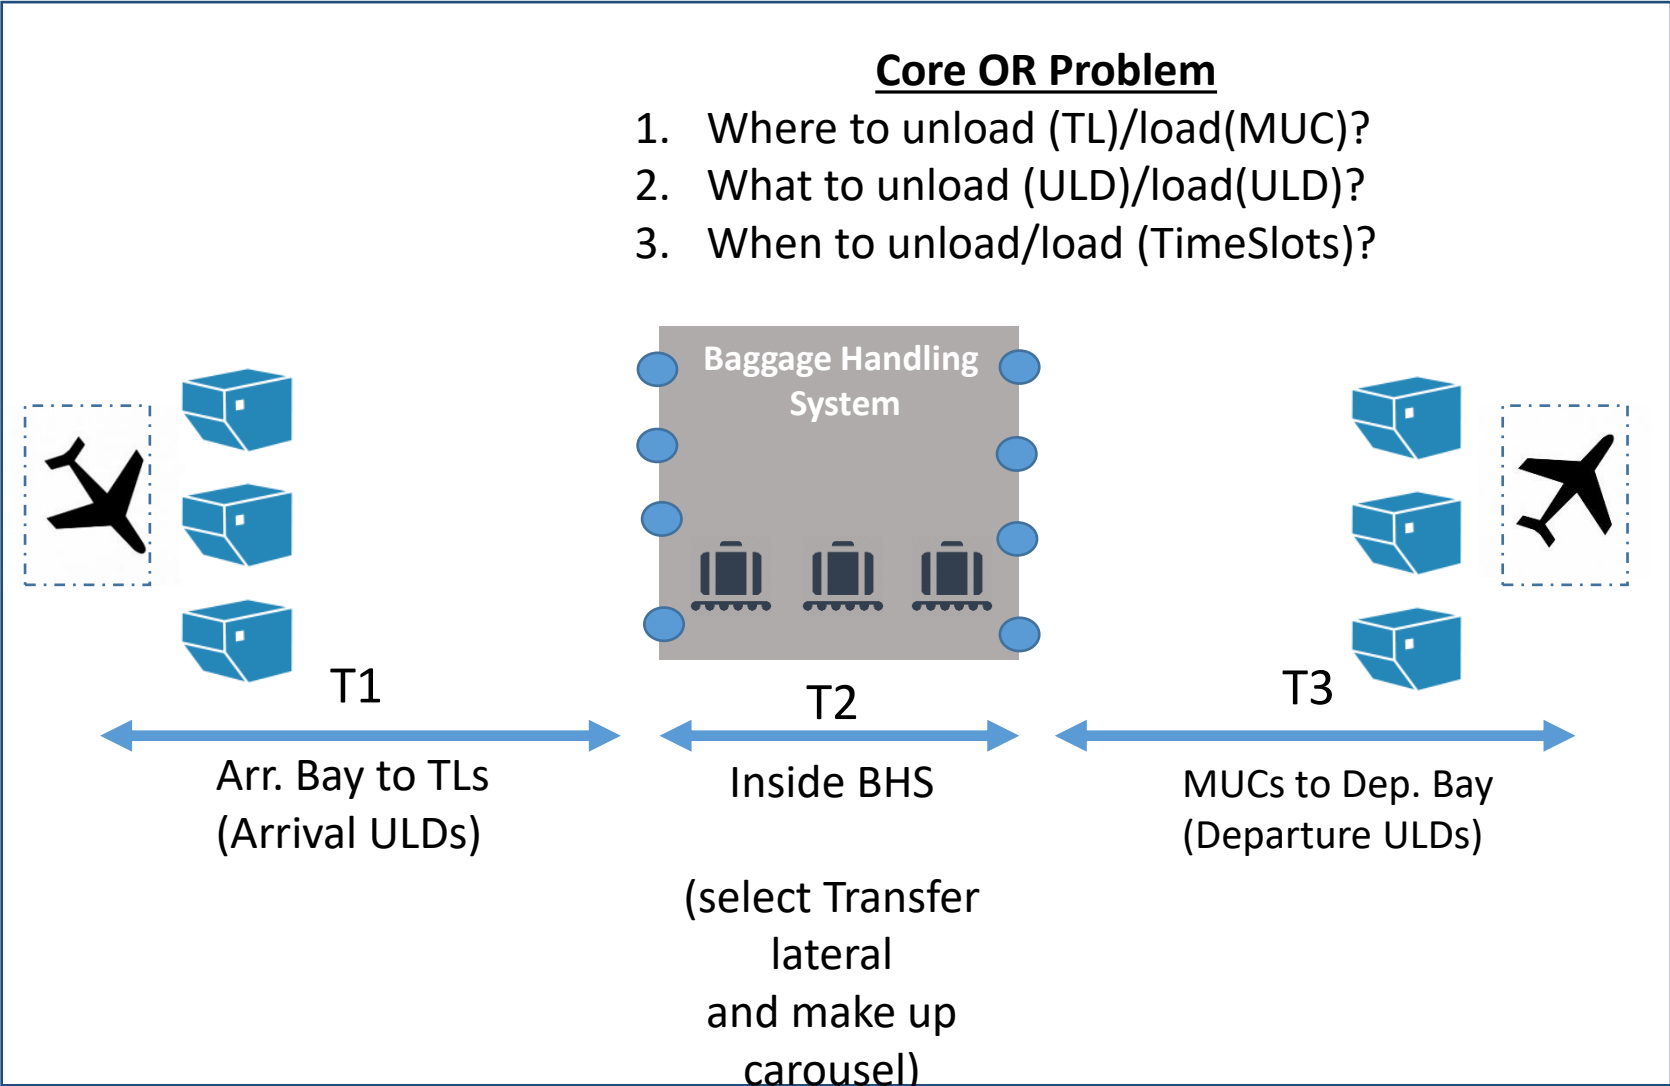 Core OR Problem
1. Where to unload (TL)/load(MUC)?
2. What to unload (ULD)/load(ULD)?
3. When to unload/load (TimeSlots)?
Baggage Handling
System
T1
T2
T3
Arr. Bay to TLs
(Arrival ULDs)
Inside BHS
(select Transfer
lateral
and make up
carousel)
MUCs to Dep. Bay
(Departure ULDs)